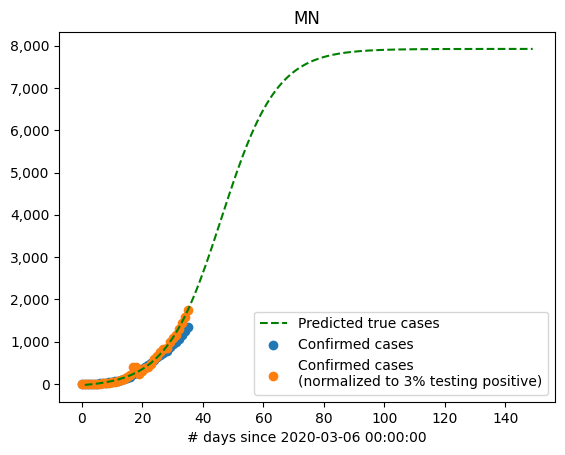 MN
8,000
7,000
6,000
5,000
4,000
3,000
2,000
1,000
0
Predicted true cases
Confirmed cases
Confirmed cases
(normalized to 3% testing positive)
0 20 40 60 80 100 120 140
# days since 2020-03-06 00:00:00